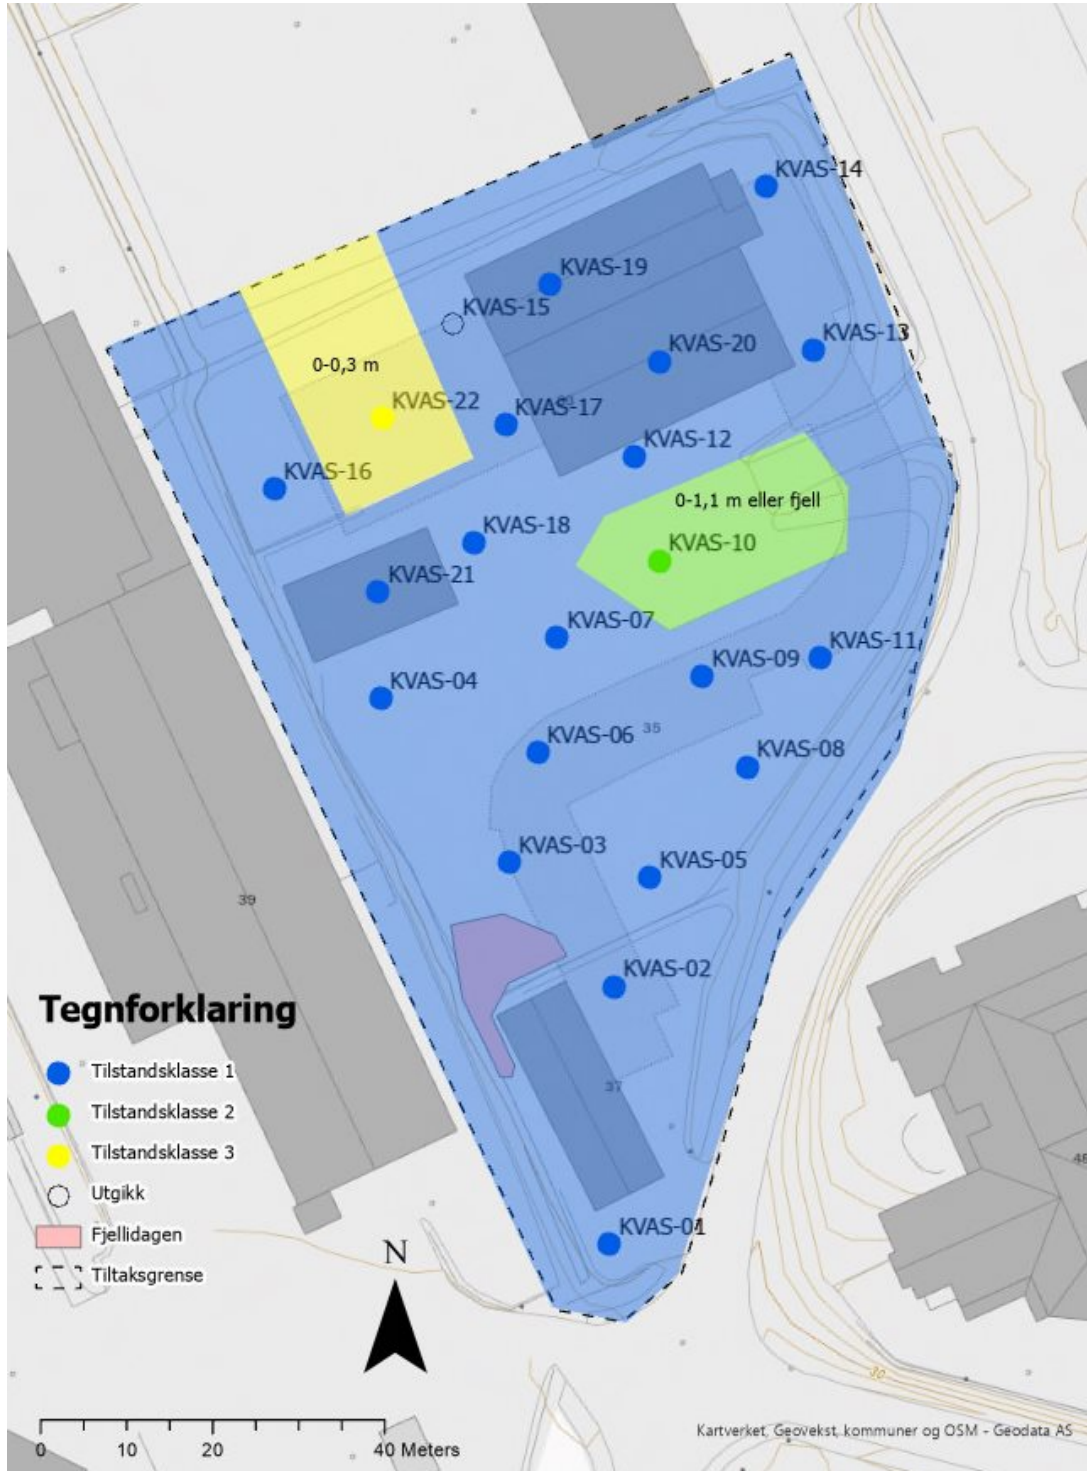 KVAS-14
KVAS-19
KVAS-15
KVAS-13
KVAS-20
0-0,3 m
KVAS-22
KVAS-17
KVAS-12
KVAS-16
0-1,1 m eller fjell
KVAS-18
KVAS-10
KVAS-21
KVAS-07
KVAS-11
KVAS-09
KVAS-04
35
KVAS-06
KVAS-08
KVAS-03
KVAS-05
39
KVAS-02
37
Tegnforklaring
Tilstandsklasse 1
Tilstandsklasse 2
Tilstandsklasse 3
Utgikk
Fjellidagen
Tiltaksgrense
48
KVAS-01
N
30
Kartverket, Geovekst, kommuner og OSM - Geodata AS
0 10 20 40 Meters